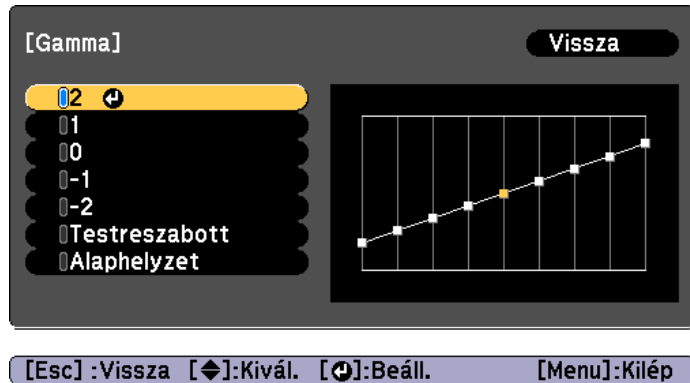 [Gamma] Vissza
2
1
0
-1
-2
Testreszabott
Alaphelyzet
[Esc] :Vissza [◆]:Kivál. [⏎]:Beáll. [Menu]:Kilép